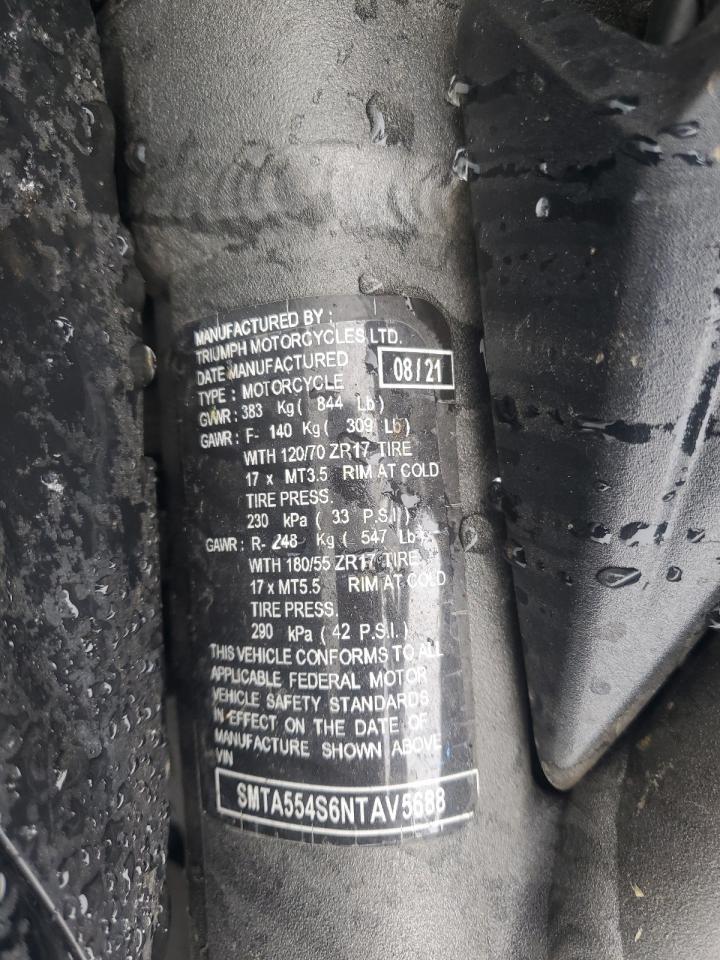 MANUFACTURED BY :
TRIUMPH MOTORCYCLES LTD.
DATE MANUFACTURED 08/21
TYPE : MOTORCYCLE
GVWR: 383 Kg ( 844 Lb )
GAWR : F- 140 Kg ( 309 Lb )
WTH 120/70 ZR17 TIRE
17 x MT3.5 RIM AT COLD
TIRE PRESS.
230 kPa ( 33 P.S.I )
GAWR : R- 248 Kg ( 547 Lb )
WTH 180/55 ZR17 TIRE
17 x MT5.5 RIM AT COLD
TIRE PRESS.
290 kPa ( 42 P.S.I. )
THIS VEHICLE CONFORMS TO ALL
APPLICABLE FEDERAL MOTOR
VEHICLE SAFETY STANDARDS
IN EFFECT ON THE DATE OF
MANUFACTURE SHOWN ABOVE
VIN